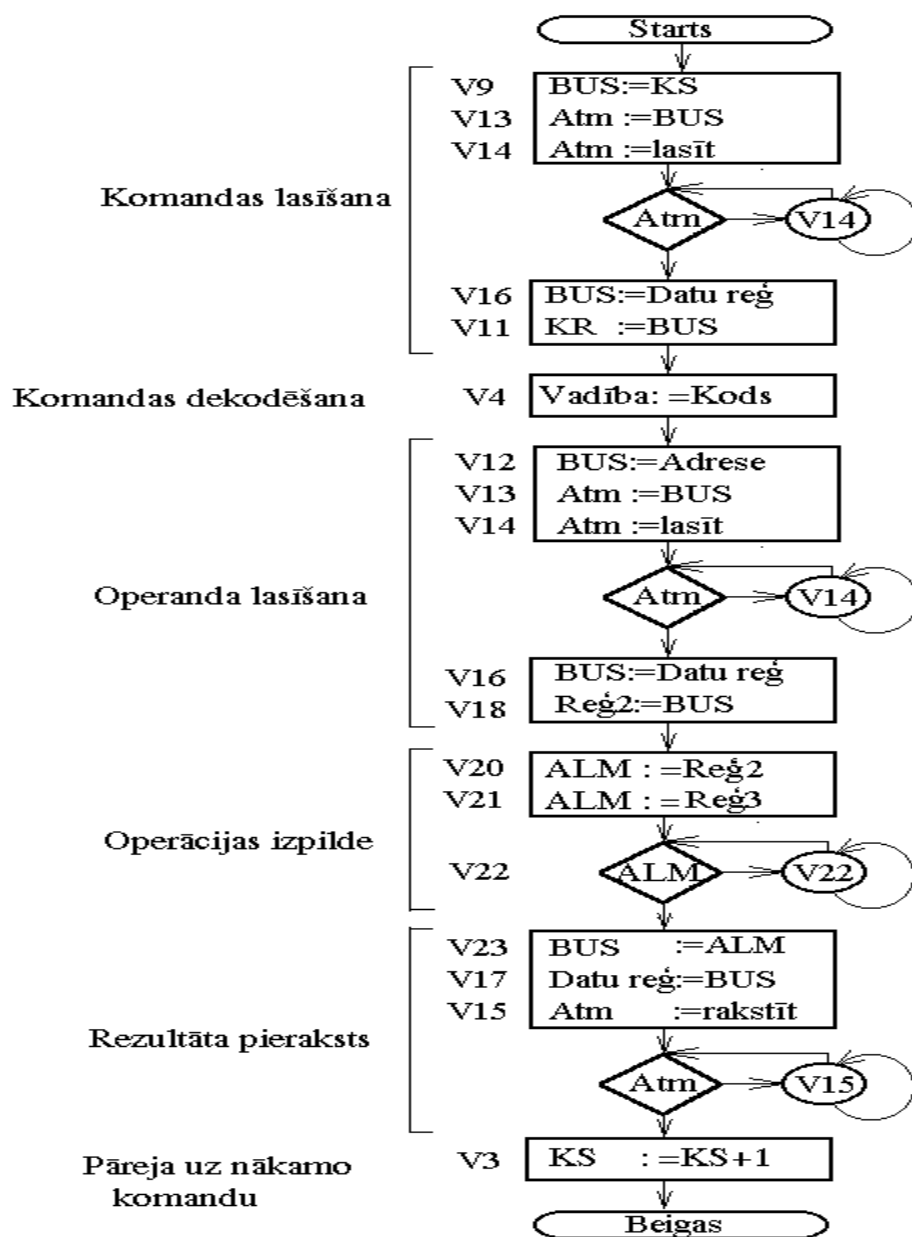 Starts
V9 BUS:=KS
V13 Atm :=BUS
V14 Atm :=lasīt
Komandas lasīšana
Atm V14
V16 BUS:=Datu reģ
V11 KR :=BUS
Komandas dekodēšana V4 Vadība: =Kods
V12 BUS:=Adrese
V13 Atm :=BUS
V14 Atm :=lasīt
Operanda lasīšana Atm V14
V16 BUS:=Datu reģ
V18 Reģ2:=BUS
V20 ALM : =Reģ2
V21 ALM : =Reģ3
Operācijas izpilde
V22 ALM V22
V23 BUS :=ALM
V17 Datu reģ:=BUS
V15 Atm :=rakstīt
Rezultāta pieraksts
Atm V15
V3 KS : =KS+1
Pāreja uz nākamo
komandu
Beigas